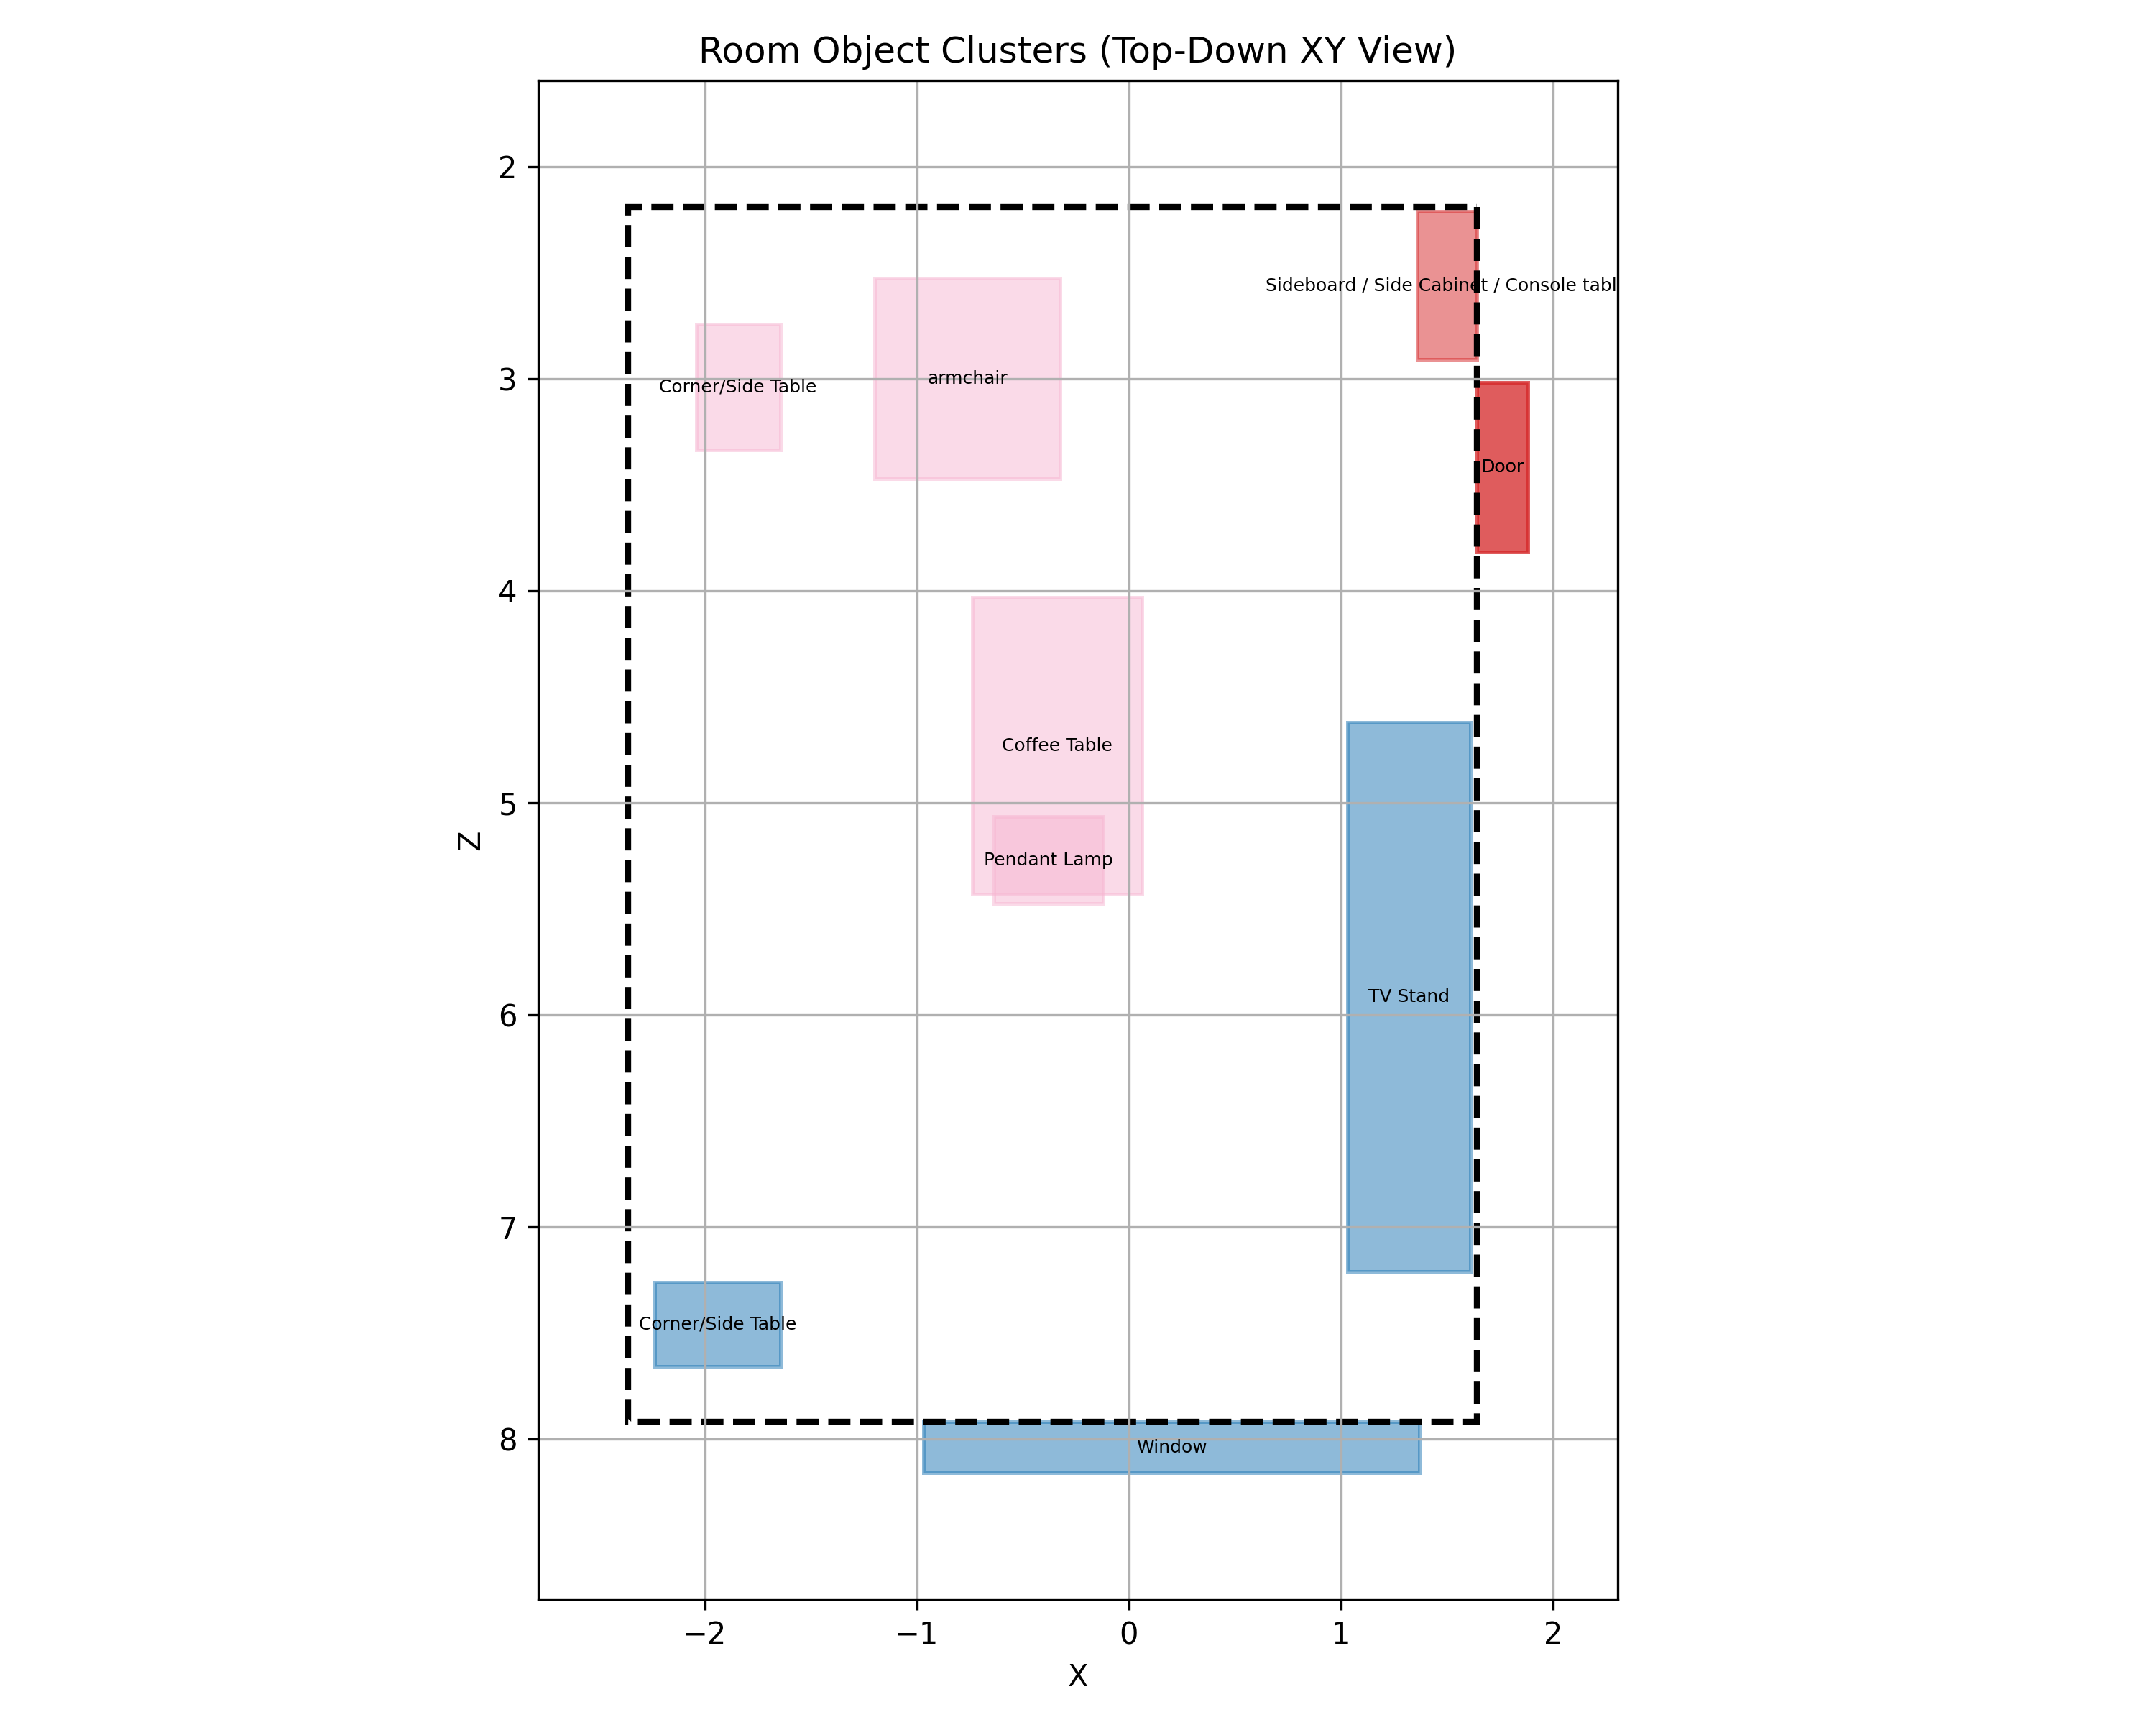 Room Object Clusters (Top-Down XY View)
2
Sideboard / Side Cabinet / Console tabl
3
Corner/Side Table
armchair
Door
4
Coffee Table
5
Z
Pendant Lamp
TV Stand
6
7
Corner/Side Table
8
Window
−2
−1
0
1
2
X